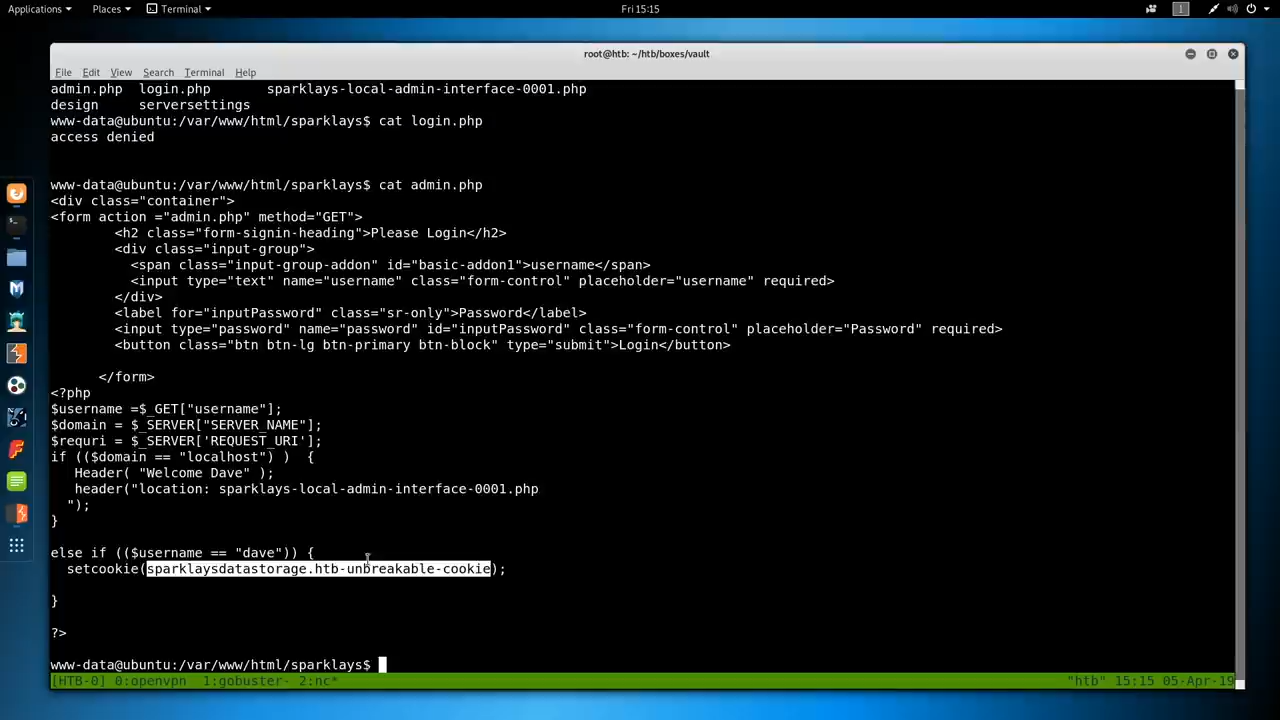 Applications Places Terminal Fri 15:15 1
root@htb: ~/htb/boxes/vault
File Edit View Search Terminal Help
admin.php  login.php       sparklays-local-admin-interface-0001.php
design     serversettings
www-data@ubuntu:/var/www/html/sparklays$ cat login.php
access denied
www-data@ubuntu:/var/www/html/sparklays$ cat admin.php
<div class="container">
<form action ="admin.php" method="GET">
        <h2 class="form-signin-heading">Please Login</h2>
        <div class="input-group">
          <span class="input-group-addon" id="basic-addon1">username</span>
          <input type="text" name="username" class="form-control" placeholder="username" required>
        </div>
        <label for="inputPassword" class="sr-only">Password</label>
        <input type="password" name="password" id="inputPassword" class="form-control" placeholder="Password" required>
        <button class="btn btn-lg btn-primary btn-block" type="submit">Login</button>
      </form>
<?php
$username =$_GET["username"];
$domain = $_SERVER["SERVER_NAME"];
$requri = $_SERVER['REQUEST_URI'];
if (($domain == "localhost") )  {
   Header( "Welcome Dave" );
   header("location: sparklays-local-admin-interface-0001.php
  ");
}
else if (($username == "dave")) {
  setcookie(sparklaysdatastorage.htb-unbreakable-cookie);
}
?>
www-data@ubuntu:/var/www/html/sparklays$
[HTB-0] 0:openvpn  1:gobuster- 2:nc* "htb" 15:15 05-Apr-19